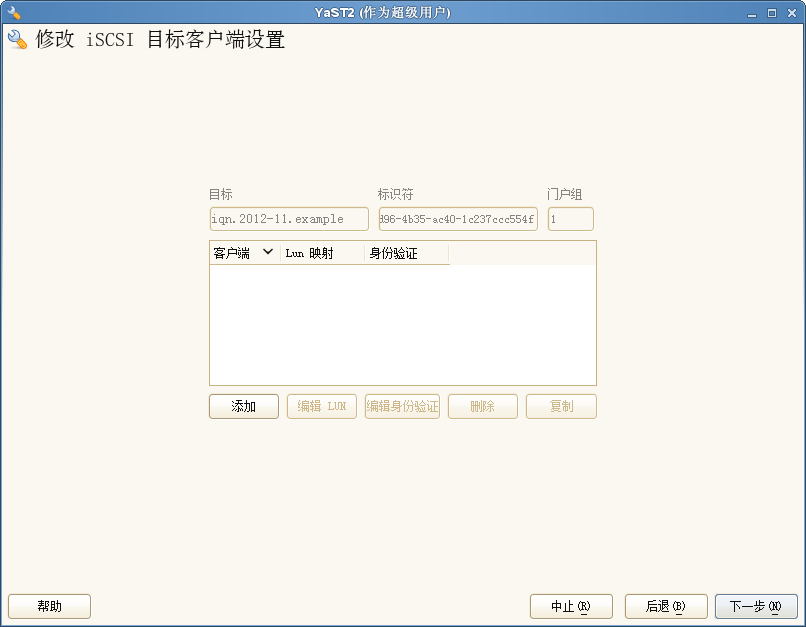 YaST2 (作为超级用户)
修改 iSCSI 目标客户端设置
目标 标识符 门户组
iqn.2012-11.example d96-4b35-ac40-1c237ccc554f 1
客户端 Lun 映射 身份验证
添加 编辑 LUN 编辑身份验证 删除 复制
帮助 中止(R) 后退(B) 下一步(N)